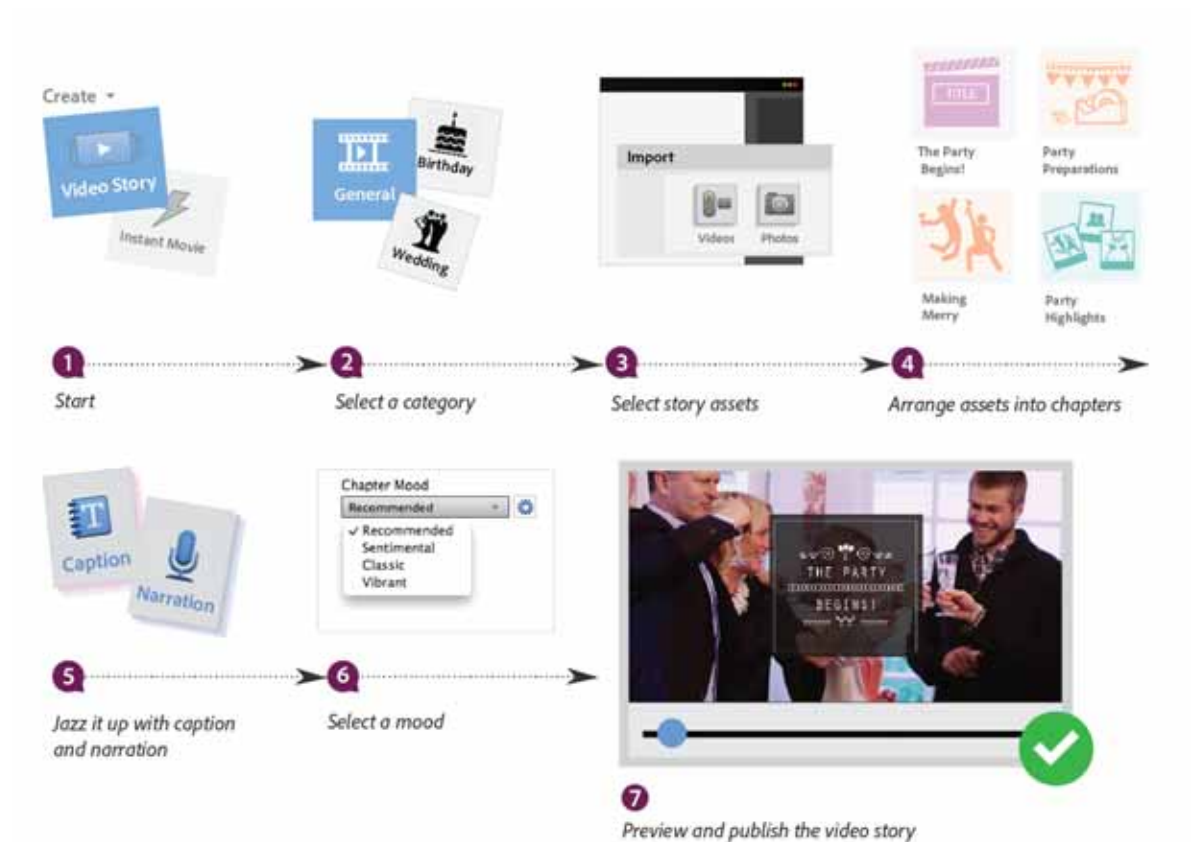 Create
Video Story
Instant Movie
General
Birthday
Wedding
Import
Videos Photos
TITLE
The Party
Begins!
Party
Preparations
Making
Merry
Party
Highlights
1
Start
2
Select a category
3
Select story assets
4
Arrange assets into chapters
T
Caption
Narration
Chapter Mood
Recommended
✓ Recommended
Sentimental
Classic
Vibrant
THE PARTY
BEGINS!
5
Jazz it up with caption
and narration
6
Select a mood
7
Preview and publish the video story